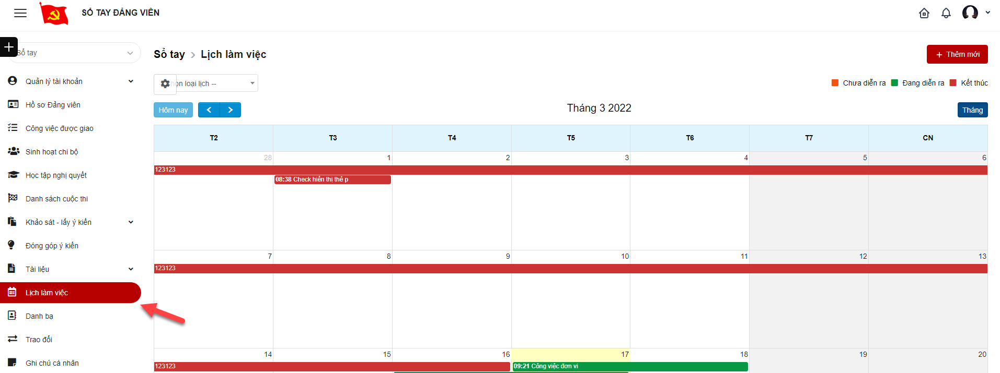 SỔ TAY ĐẢNG VIÊN
Sổ tay
Quản lý tài khoản
Hồ sơ Đảng viên
Công việc được giao
Sinh hoạt chi bộ
Học tập nghị quyết
Danh sách cuộc thi
Khảo sát - lấy ý kiến
Đóng góp ý kiến
Tài liệu
Lịch làm việc
Danh bạ
Trao đổi
Ghi chú cá nhân
Sổ tay > Lịch làm việc
+ Thêm mới
loại lịch --
Chưa diễn ra Đang diễn ra Kết thúc
Hôm nay
Tháng 3 2022
Tháng
T2 T3 T4 T5 T6 T7 CN
28 1 2 3 4 5 6
123123
08:38 Check hiển thị thẻ p
7 8 9 10 11 12 13
123123
14 15 16 17 18 19 20
123123
09:21 Công việc đơn vi